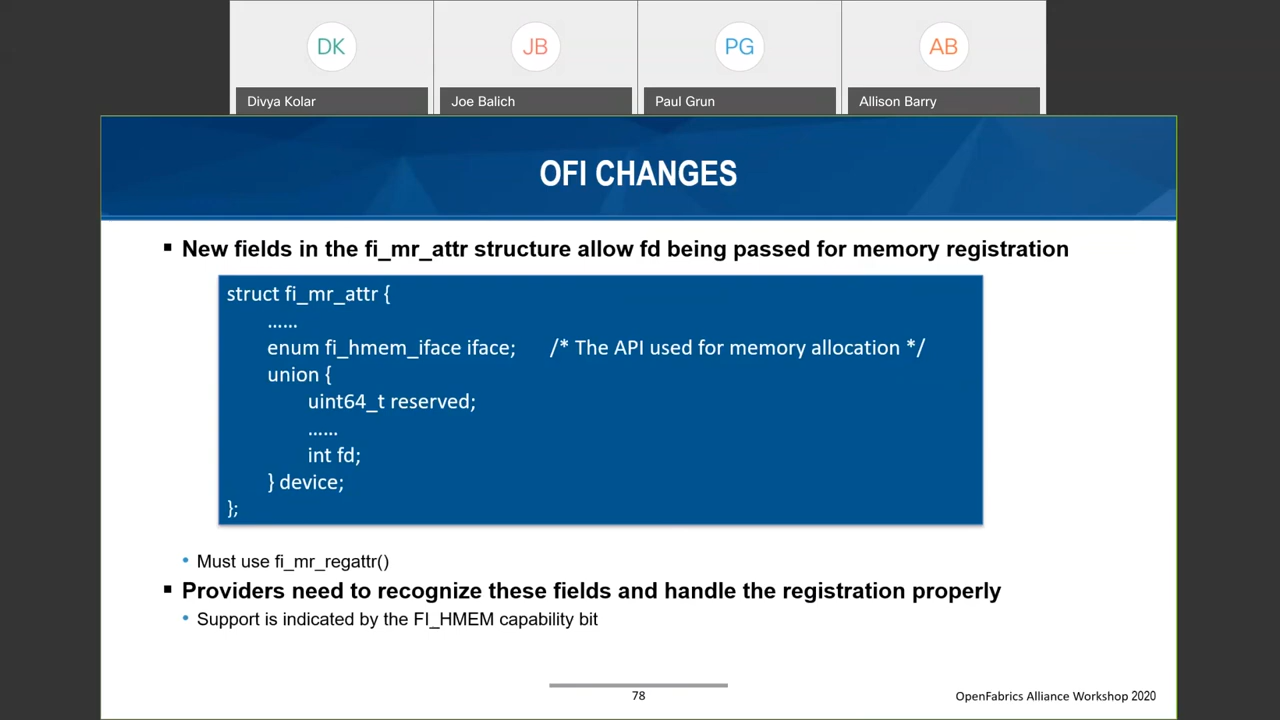 DK
JB
PG
AB
Divya Kolar
Joe Balich
Paul Grun
Allison Barry
OFI CHANGES
▪ New fields in the fi_mr_attr structure allow fd being passed for memory registration
struct fi_mr_attr {
……
enum fi_hmem_iface iface; /* The API used for memory allocation */
union {
uint64_t reserved;
……
int fd;
} device;
};
• Must use fi_mr_regattr()
▪ Providers need to recognize these fields and handle the registration properly
• Support is indicated by the FI_HMEM capability bit
78
OpenFabrics Alliance Workshop 2020